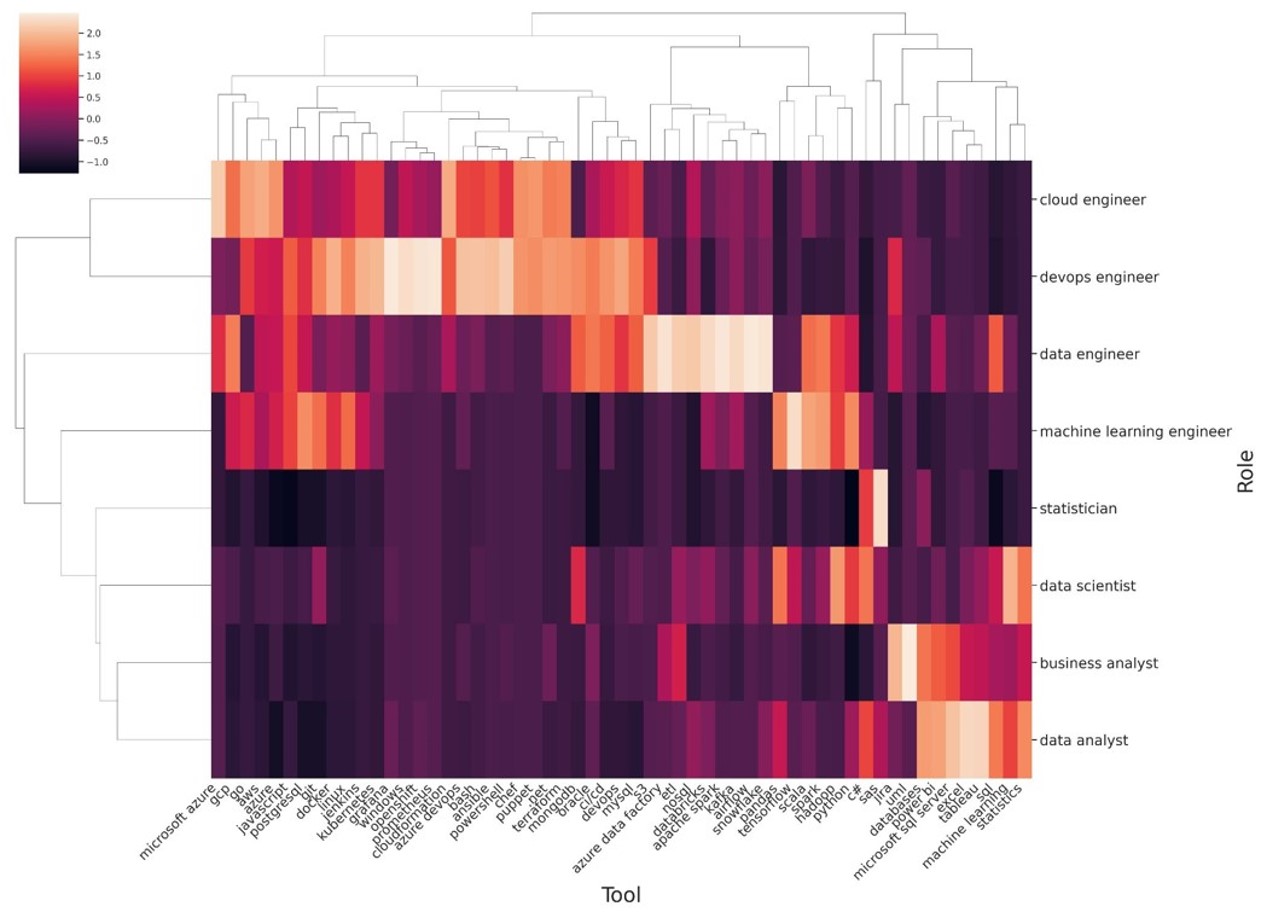 2.0
1.5
1.0
0.5
0.0
−0.5
−1.0
cloud engineer
devops engineer
data engineer
machine learning engineer
statistician
data scientist
business analyst
data analyst
Role
microsoft azure
gcp
go
aws
azure
javascript
postgresql
git
docker
linux
jenkins
kubernetes
grafana
windows
openshift
prometheus
cloudformation
azure devops
bash
ansible
powershell
chef
puppet
terraform
mongodb
oracle
ci/cd
devops
mysql
s3
azure data factory
etl
nosql
databricks
apache spark
kafka
airflow
snowflake
pandas
tensorflow
scala
spark
hadoop
python
c#
sas
jira
uml
databases
power bi
microsoft sql server
excel
tableau
sql
machine learning
statistics
Tool